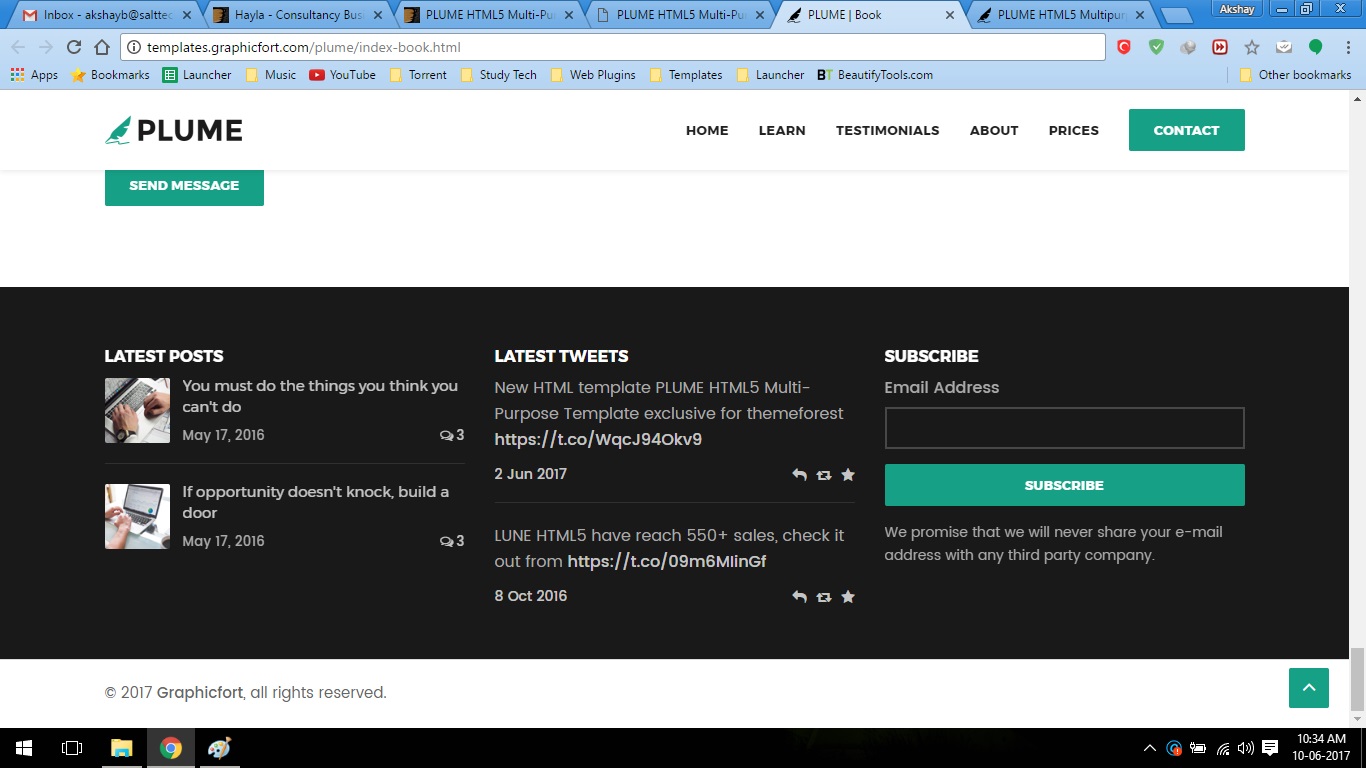 Inbox - akshayb@salttec
Hayla - Consultancy Busi
PLUME HTML5 Multi-Pu
PLUME HTML5 Multi-Pu
PLUME | Book
PLUME HTML5 Multipur
Akshay
templates.graphicfort.com/plume/index-book.html
Apps
Bookmarks
Launcher
Music
YouTube
Torrent
Study Tech
Web Plugins
Templates
Launcher
BT BeautifyTools.com
Other bookmarks
PLUME
HOME
LEARN
TESTIMONIALS
ABOUT
PRICES
CONTACT
SEND MESSAGE
LATEST POSTS
You must do the things you think you
can't do
May 17, 2016
3
If opportunity doesn't knock, build a
door
May 17, 2016
3
LATEST TWEETS
New HTML template PLUME HTML5 Multi-
Purpose Template exclusive for themeforest
https://t.co/WqcJ94Okv9
2 Jun 2017
LUNE HTML5 have reach 550+ sales, check it
out from https://t.co/09m6MIinGf
8 Oct 2016
SUBSCRIBE
Email Address
SUBSCRIBE
We promise that we will never share your e-mail
address with any third party company.
© 2017 Graphicfort, all rights reserved.
10:34 AM
10-06-2017